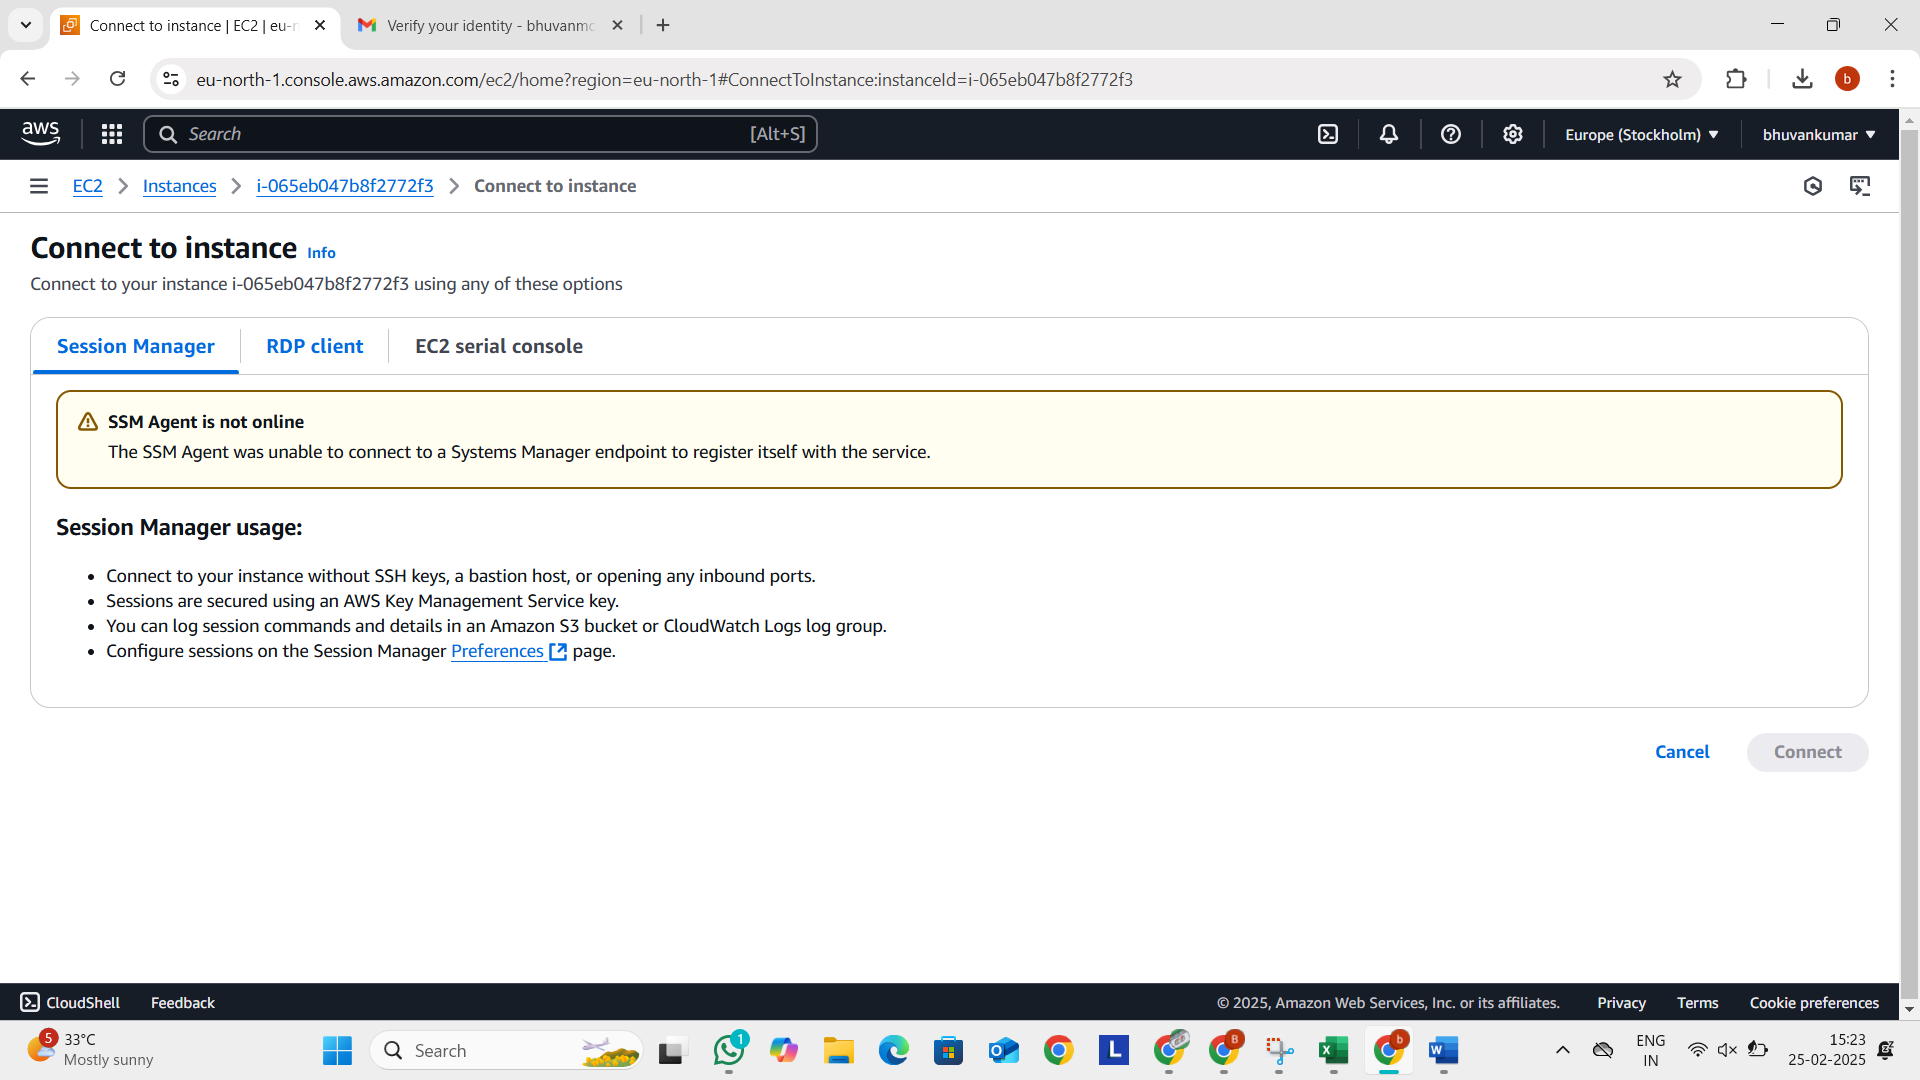 Connect to instance | EC2 | eu-n
Verify your identity - bhuvanmc
eu-north-1.console.aws.amazon.com/ec2/home?region=eu-north-1#ConnectToInstance:instanceId=i-065eb047b8f2772f3
b
aws
Search
[Alt+S]
Europe (Stockholm)
bhuvankumar
EC2
Instances
i-065eb047b8f2772f3
Connect to instance
Connect to instance Info
Connect to your instance i-065eb047b8f2772f3 using any of these options
Session Manager
RDP client
EC2 serial console
SSM Agent is not online
The SSM Agent was unable to connect to a Systems Manager endpoint to register itself with the service.
Session Manager usage:
Connect to your instance without SSH keys, a bastion host, or opening any inbound ports.
Sessions are secured using an AWS Key Management Service key.
You can log session commands and details in an Amazon S3 bucket or CloudWatch Logs log group.
Configure sessions on the Session Manager Preferences page.
Cancel
Connect
CloudShell
Feedback
© 2025, Amazon Web Services, Inc. or its affiliates.
Privacy
Terms
Cookie preferences
5
33°C
Mostly sunny
Search
1
L
B
b
ENG
IN
15:23
25-02-2025